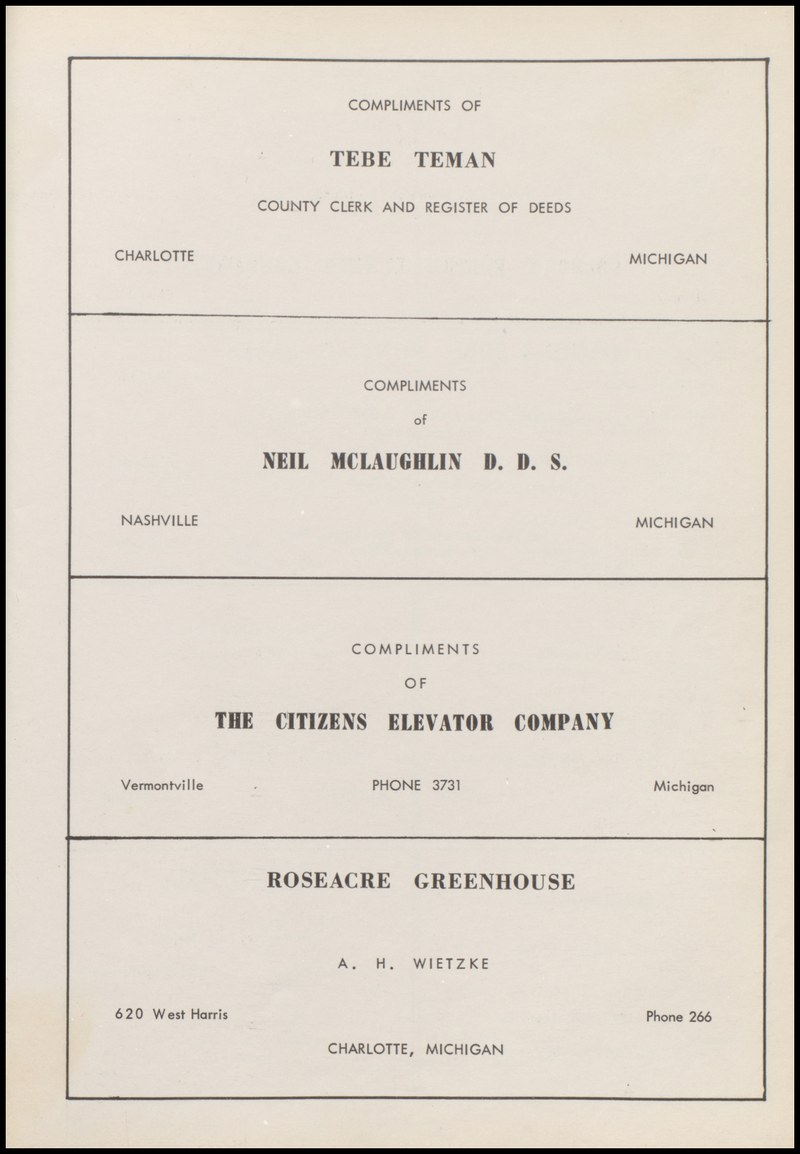 COMPLIMENTS OF
TEBE TEMAN
COUNTY CLERK AND REGISTER OF DEEDS
CHARLOTTE MICHIGAN
COMPLIMENTS
of
NEIL MCLAUGHLIN D. D. S.
NASHVILLE MICHIGAN
COMPLIMENTS
OF
THE CITIZENS ELEVATOR COMPANY
Vermontville PHONE 3731 Michigan
ROSEACRE GREENHOUSE
A. H. WIETZKE
620 West Harris Phone 266
CHARLOTTE, MICHIGAN